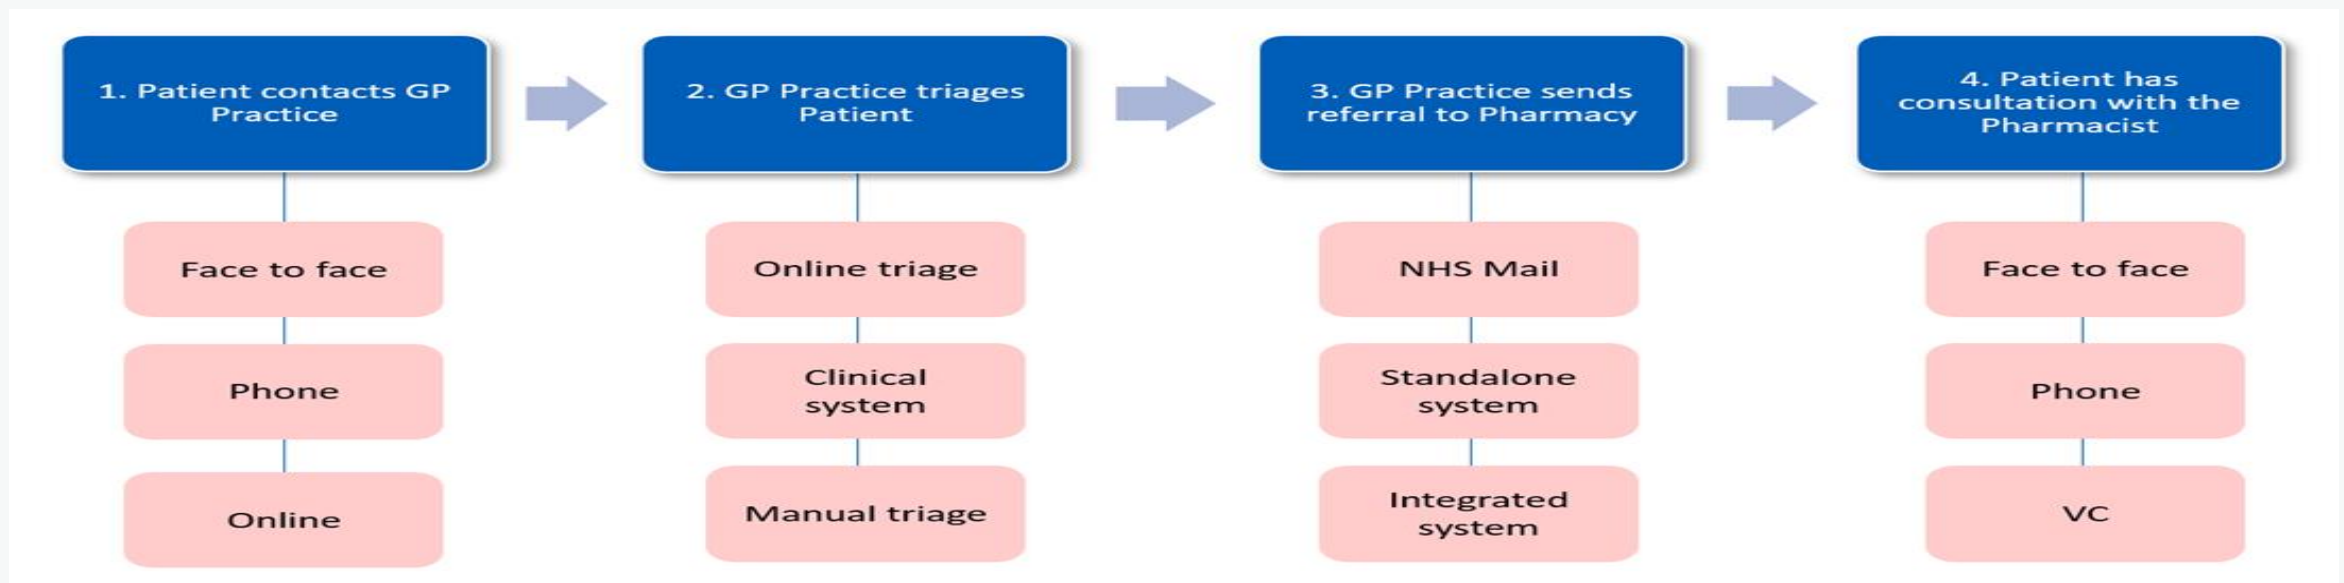 1. Patient contacts GP
Practice
Face to face
Phone
Online
2. GP Practice triages
Patient
Online triage
Clinical
system
Manual triage
3. GP Practice sends
referral to Pharmacy
NHS Mail
Standalone
system
Integrated
system
4. Patient has
consultation with the
Pharmacist
Face to face
Phone
VC